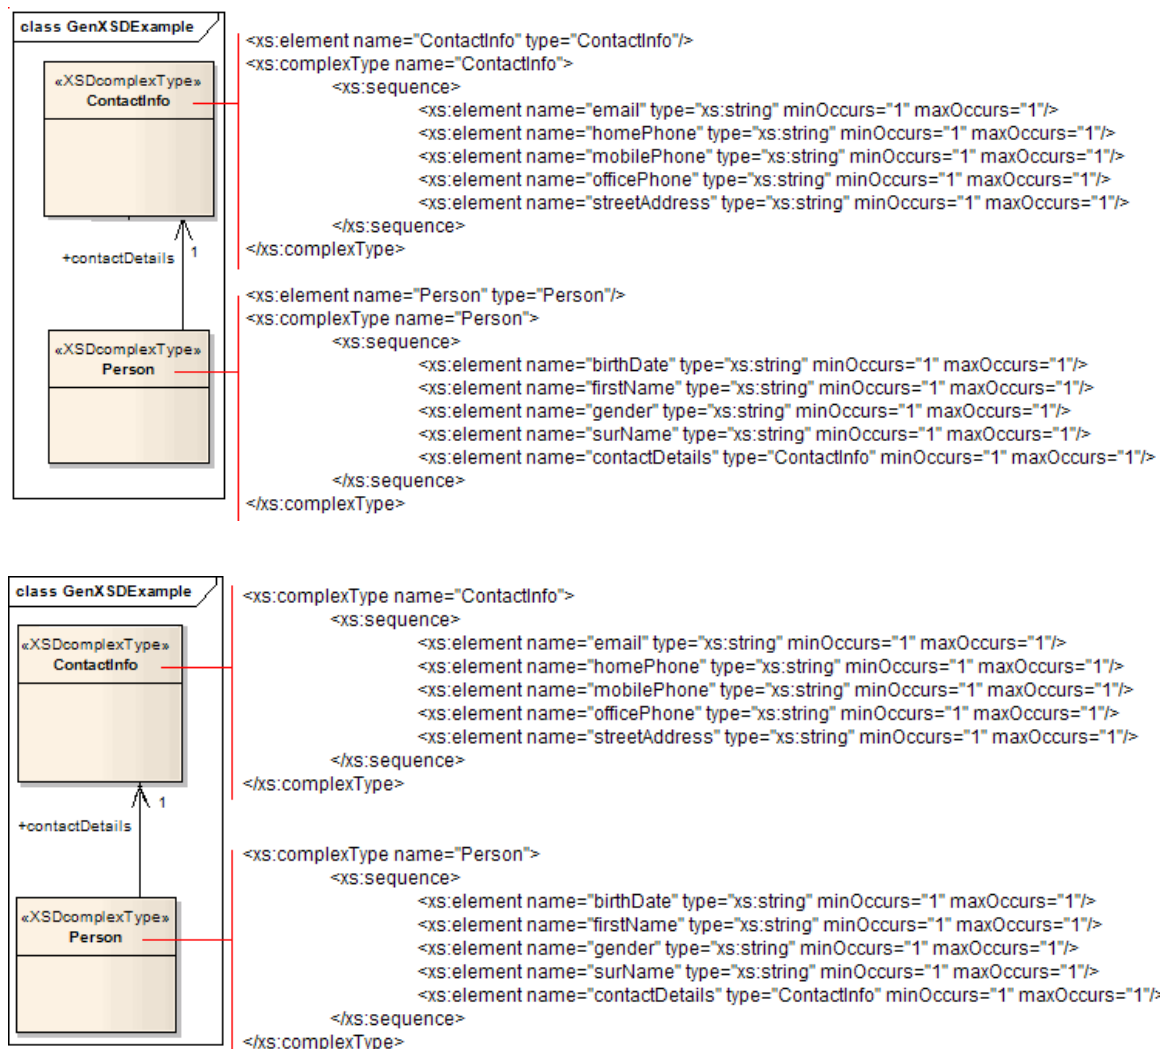 class GenXSDExample
«XSDcomplexType»
ContactInfo
+contactDetails
1
«XSDcomplexType»
Person
<xs:element name="ContactInfo" type="ContactInfo"/>
<xs:complexType name="ContactInfo">
<xs:sequence>
<xs:element name="email" type="xs:string" minOccurs="1" maxOccurs="1"/>
<xs:element name="homePhone" type="xs:string" minOccurs="1" maxOccurs="1"/>
<xs:element name="mobilePhone" type="xs:string" minOccurs="1" maxOccurs="1"/>
<xs:element name="officePhone" type="xs:string" minOccurs="1" maxOccurs="1"/>
<xs:element name="streetAddress" type="xs:string" minOccurs="1" maxOccurs="1"/>
</xs:sequence>
</xs:complexType>
<xs:element name="Person" type="Person"/>
<xs:complexType name="Person">
<xs:sequence>
<xs:element name="birthDate" type="xs:string" minOccurs="1" maxOccurs="1"/>
<xs:element name="firstName" type="xs:string" minOccurs="1" maxOccurs="1"/>
<xs:element name="gender" type="xs:string" minOccurs="1" maxOccurs="1"/>
<xs:element name="surName" type="xs:string" minOccurs="1" maxOccurs="1"/>
<xs:element name="contactDetails" type="ContactInfo" minOccurs="1" maxOccurs="1"/>
</xs:sequence>
</xs:complexType>
class GenXSDExample
«XSDcomplexType»
ContactInfo
1
+contactDetails
«XSDcomplexType»
Person
<xs:complexType name="ContactInfo">
<xs:sequence>
<xs:element name="email" type="xs:string" minOccurs="1" maxOccurs="1"/>
<xs:element name="homePhone" type="xs:string" minOccurs="1" maxOccurs="1"/>
<xs:element name="mobilePhone" type="xs:string" minOccurs="1" maxOccurs="1"/>
<xs:element name="officePhone" type="xs:string" minOccurs="1" maxOccurs="1"/>
<xs:element name="streetAddress" type="xs:string" minOccurs="1" maxOccurs="1"/>
</xs:sequence>
</xs:complexType>
<xs:complexType name="Person">
<xs:sequence>
<xs:element name="birthDate" type="xs:string" minOccurs="1" maxOccurs="1"/>
<xs:element name="firstName" type="xs:string" minOccurs="1" maxOccurs="1"/>
<xs:element name="gender" type="xs:string" minOccurs="1" maxOccurs="1"/>
<xs:element name="surName" type="xs:string" minOccurs="1" maxOccurs="1"/>
<xs:element name="contactDetails" type="ContactInfo" minOccurs="1" maxOccurs="1"/>
</xs:sequence>
</xs:complexType>